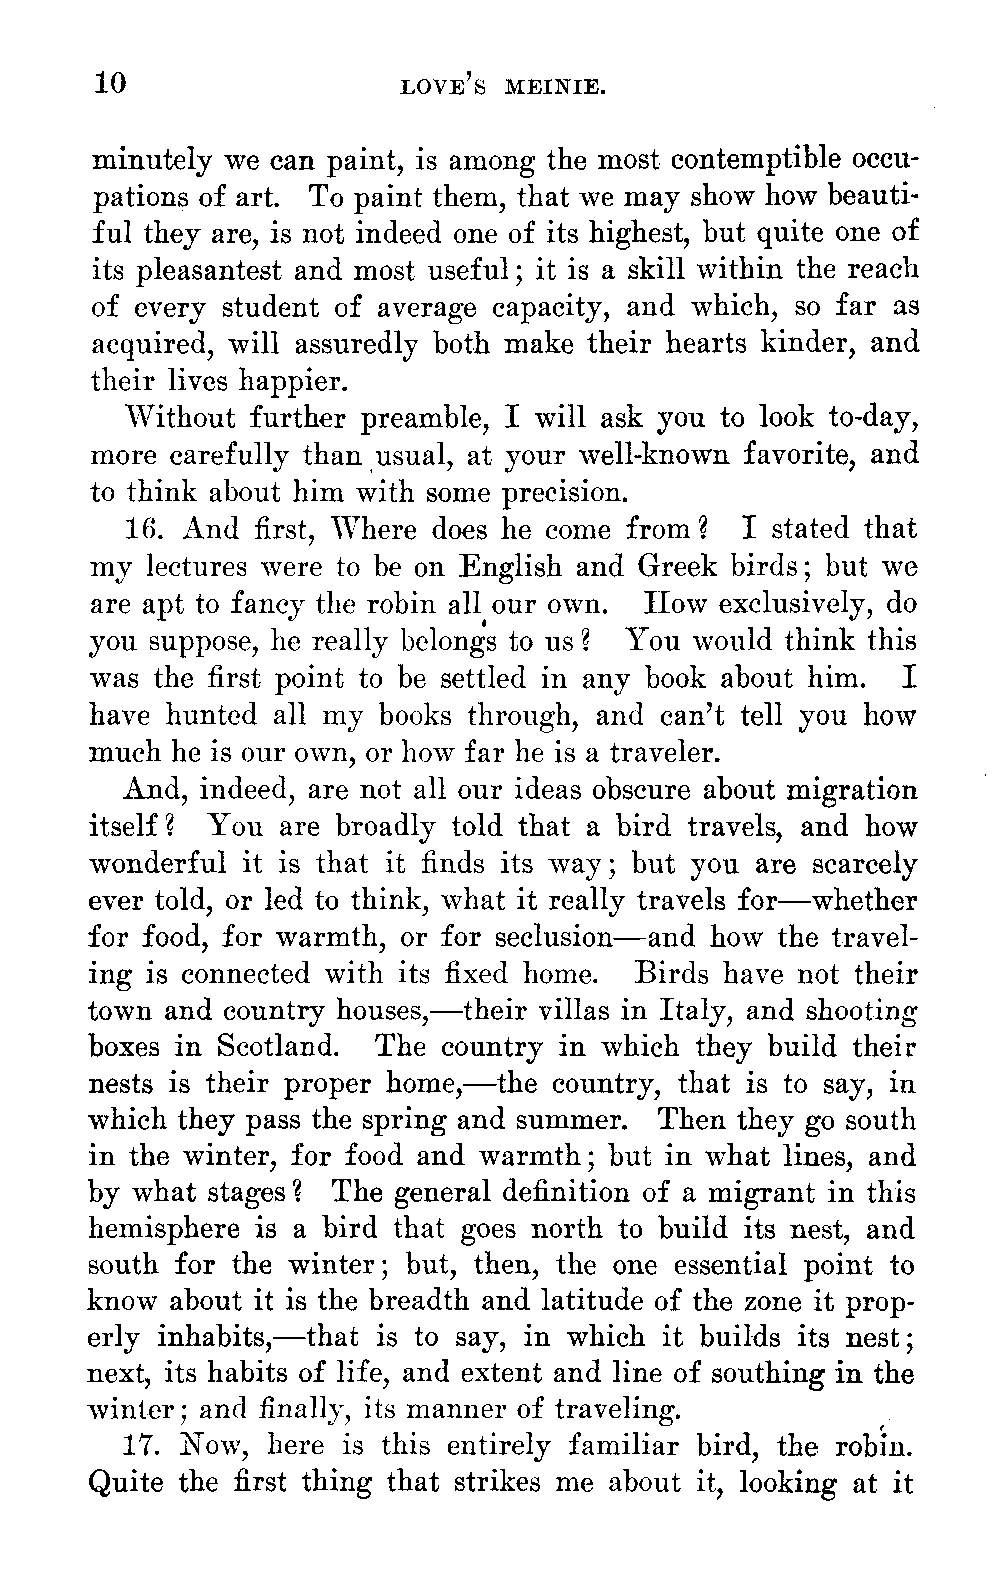 10 LOVE'S MEINIE.
minutely we can paint, is among the most contemptible occu-
pations of art. To paint them, that we may show how beauti-
ful they are, is not indeed one of its highest, but quite one of
its pleasantest and most useful; it is a skill within the reach
of every student of average capacity, and which, so far as
acquired, will assuredly both make their hearts kinder, and
their lives happier.
Without further preamble, I will ask you to look to-day,
more carefully than usual, at your well-known favorite, and
to think about him with some precision.
16. And first, Where does he come from? I stated that
my lectures were to be on English and Greek birds; but we
are apt to fancy the robin all our own. How exclusively, do
you suppose, he really belongs to us? You would think this
was the first point to be settled in any book about him. I
have hunted all my books through, and can't tell you how
much he is our own, or how far he is a traveler.
And, indeed, are not all our ideas obscure about migration
itself? You are broadly told that a bird travels, and how
wonderful it is that it finds its way; but you are scarcely
ever told, or led to think, what it really travels for—whether
for food, for warmth, or for seclusion—and how the travel-
ing is connected with its fixed home. Birds have not their
town and country houses,—their villas in Italy, and shooting
boxes in Scotland. The country in which they build their
nests is their proper home,—the country, that is to say, in
which they pass the spring and summer. Then they go south
in the winter, for food and warmth; but in what lines, and
by what stages? The general definition of a migrant in this
hemisphere is a bird that goes north to build its nest, and
south for the winter; but, then, the one essential point to
know about it is the breadth and latitude of the zone it prop-
erly inhabits,—that is to say, in which it builds its nest;
next, its habits of life, and extent and line of southing in the
winter; and finally, its manner of traveling.
17. Now, here is this entirely familiar bird, the robin.
Quite the first thing that strikes me about it, looking at it